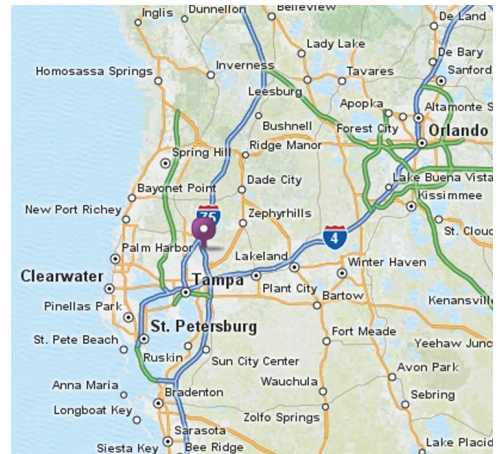 Inglis
Dunnellon
Belleview
De Land
Lady Lake
De Bary
Inverness
Sanford
Homosassa Springs
Tavares
Leesburg
Apopka
Altamonte S
Bushnell
Forest City
Orlando
Ridge Manor
Spring Hill
Dade City
Lake Buena Vista
Bayonet Point
Kissimmee
New Port Richey
75
Zephyrhills
St. Clou
4
Palm Harbor
Lakeland
Winter Haven
Clearwater
Tampa
Plant City
Kenansvill
Bartow
Pinellas Park
St. Petersburg
Fort Meade
St. Pete Beach
Yeehaw Junc
Ruskin
Sun City Center
Avon Park
Anna Maria
Wauchula
Bradenton
Sebring
Longboat Key
Zolfo Springs
Sarasota
Lake Placid
Siesta Key
Bee Ridge